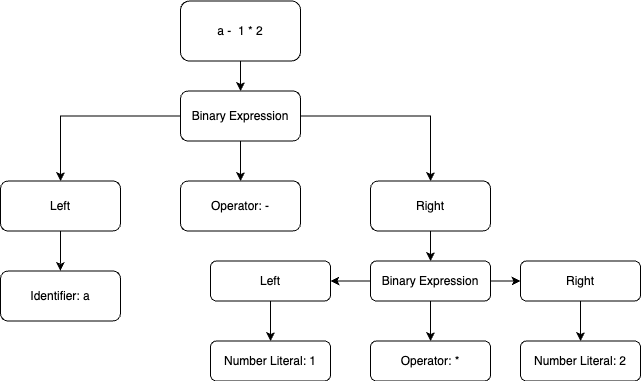 a - 1 * 2
Binary Expression
Left
Operator: -
Right
Identifier: a
Left
Binary Expression
Right
Number Literal: 1
Operator: *
Number Literal: 2